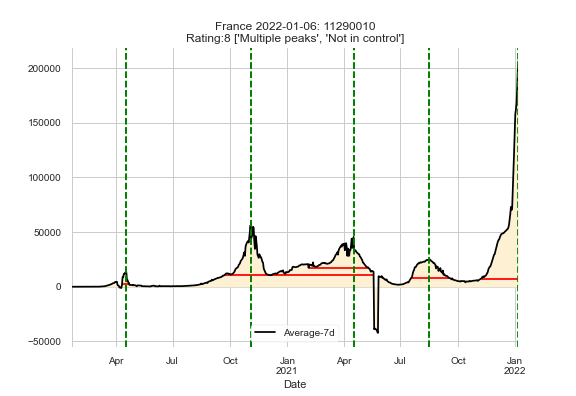 France 2022-01-06: 11290010
Rating:8 ['Multiple peaks', 'Not in control']
200000
150000
100000
50000
0
−50000
Average-7d
Apr Jul Oct Jan Apr Jul Oct Jan
2021 2022
Date